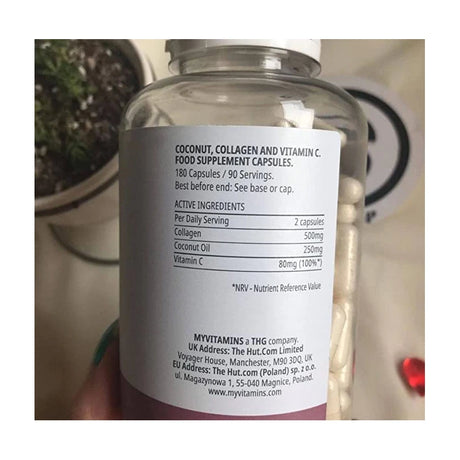 COCONUT, COLLAGEN AND VITAMIN C.
FOOD SUPPLEMENT CAPSULES.
180 Capsules / 90 Servings.
Best before end: See base or cap.
ACTIVE INGREDIENTS
Per Daily Serving 2 capsules
Collagen 500mg
Coconut Oil 250mg
Vitamin C 80mg (100%*)
*NRV - Nutrient Reference Value
MYVITAMINS a THG company.
UK Address: The Hut.Com Limited
Voyager House, Manchester, M90 3DQ, UK
EU Address: The Hut.com (Poland) sp. z o.o.
ul. Magazynowa 1, 55-040 Magnice, Poland.
www.myvitamins.com